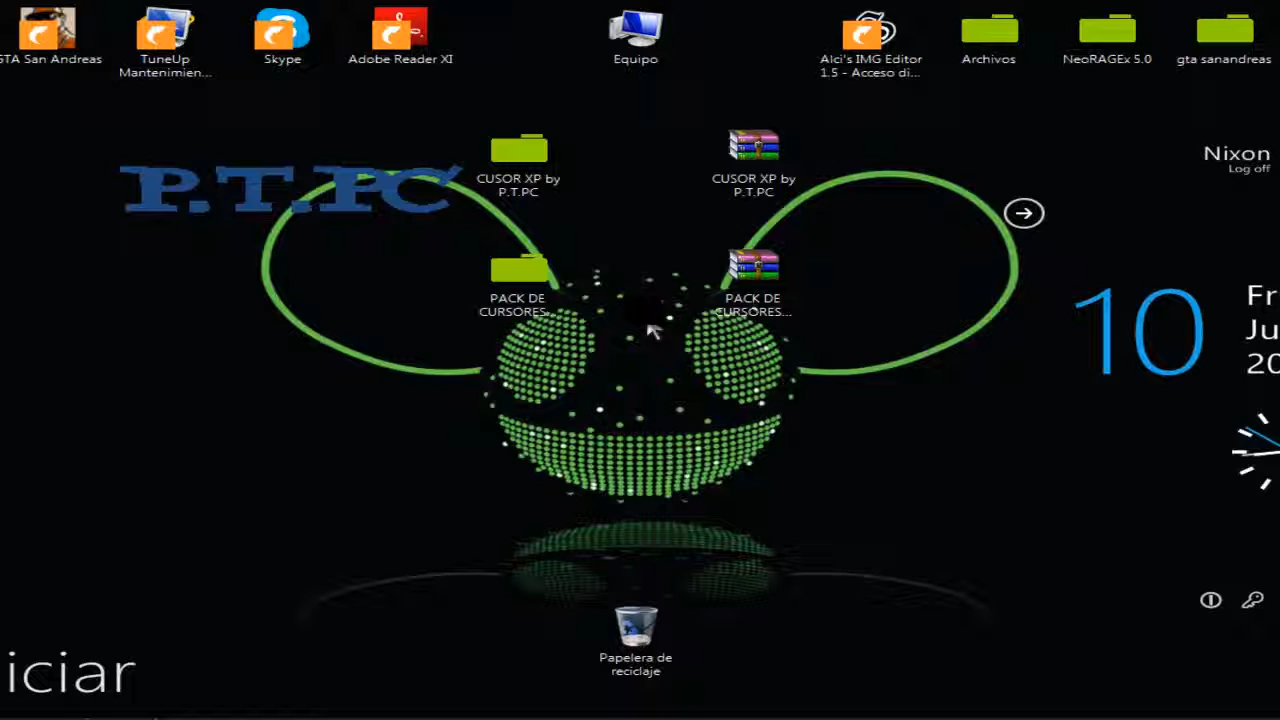 GTA San Andreas
TuneUp
Mantenimien...
Skype
Adobe Reader XI
Equipo
Alci's IMG Editor
1.5 - Acceso di...
Archivos
NeoRAGEx 5.0
gta sanandreas
P.T.PC
CUSOR XP by
P.T.PC
CUSOR XP by
P.T.PC
Nixon
Log off
PACK DE
CURSORES...
PACK DE
CURSORES...
10
Fr
Ju
20
Papelera de
reciclaje
iciar